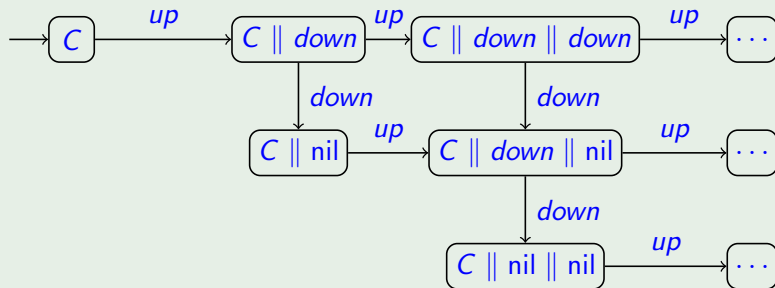 up up up
C C ∥ down C ∥ down ∥ down ···
down down
up up
C ∥ nil C ∥ down ∥ nil ···
down
up
C ∥ nil ∥ nil ···